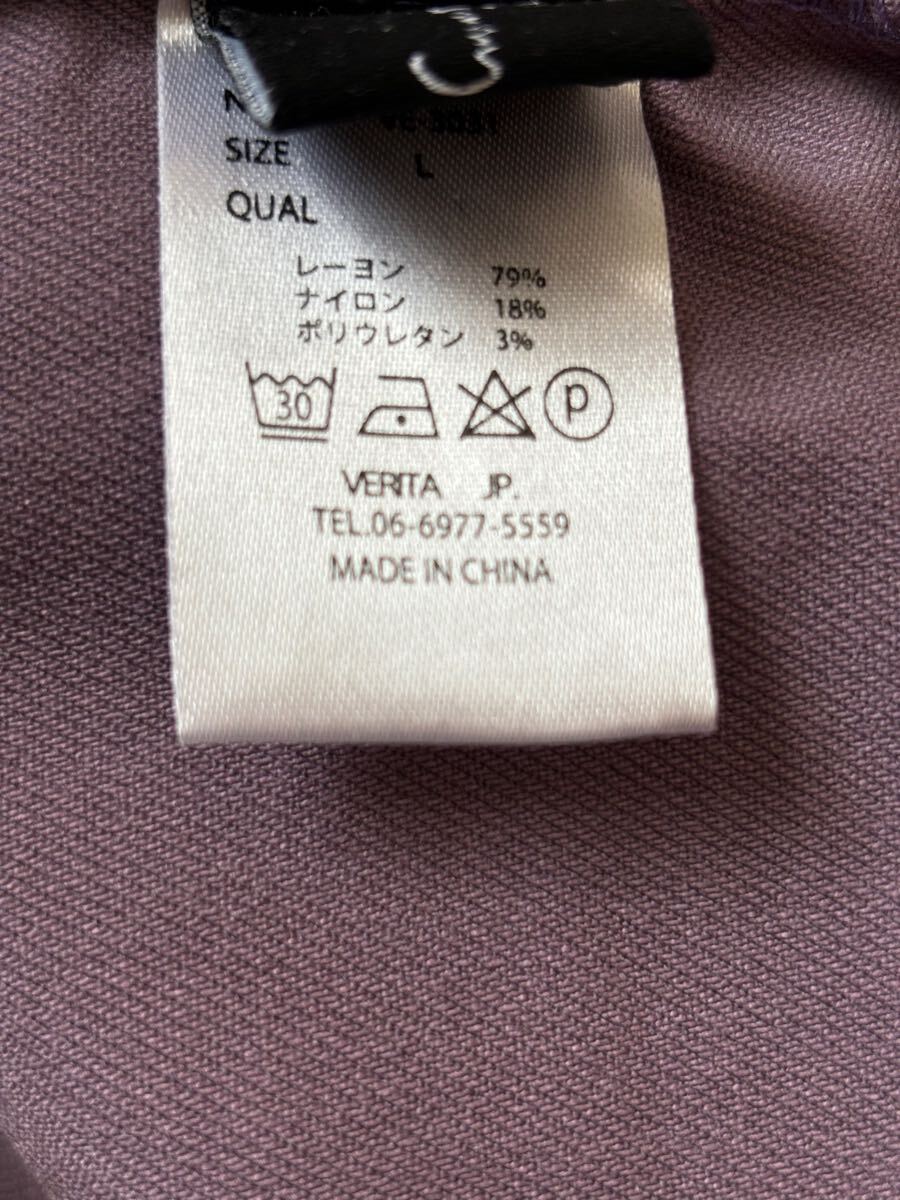 SIZE L
QUAL
レーヨン 79%
ナイロン 18%
ポリウレタン 3%
30 P
VERITA JP.
TEL.06-6977-5559
MADE IN CHINA